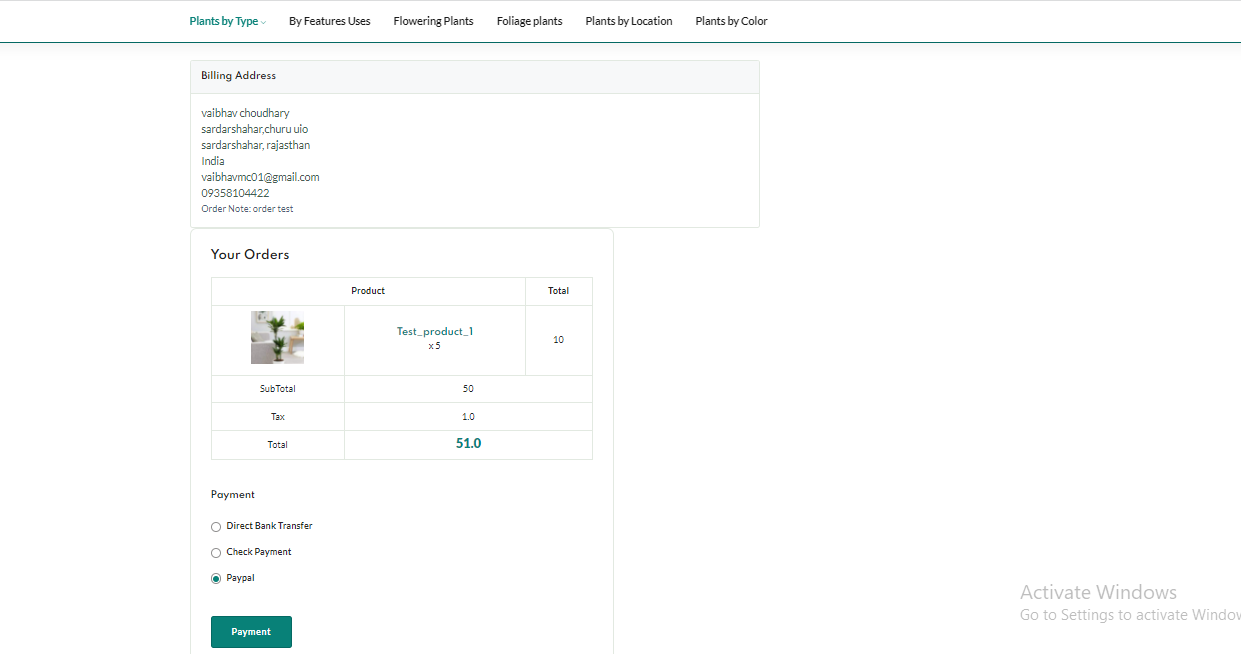 Plants by Type By Features Uses Flowering Plants Foliage plants Plants by Location Plants by Color
Billing Address
vaibhav choudhary
sardarshahar,churu uio
sardarshahar, rajasthan
India
vaibhavmc01@gmail.com
09358104422
Order Note: order test
Your Orders
Product Total
Test_product_1
x 5
10
SubTotal 50
Tax 1.0
Total 51.0
Payment
Direct Bank Transfer
Check Payment
Paypal
Payment
Activate Windows
Go to Settings to activate Window